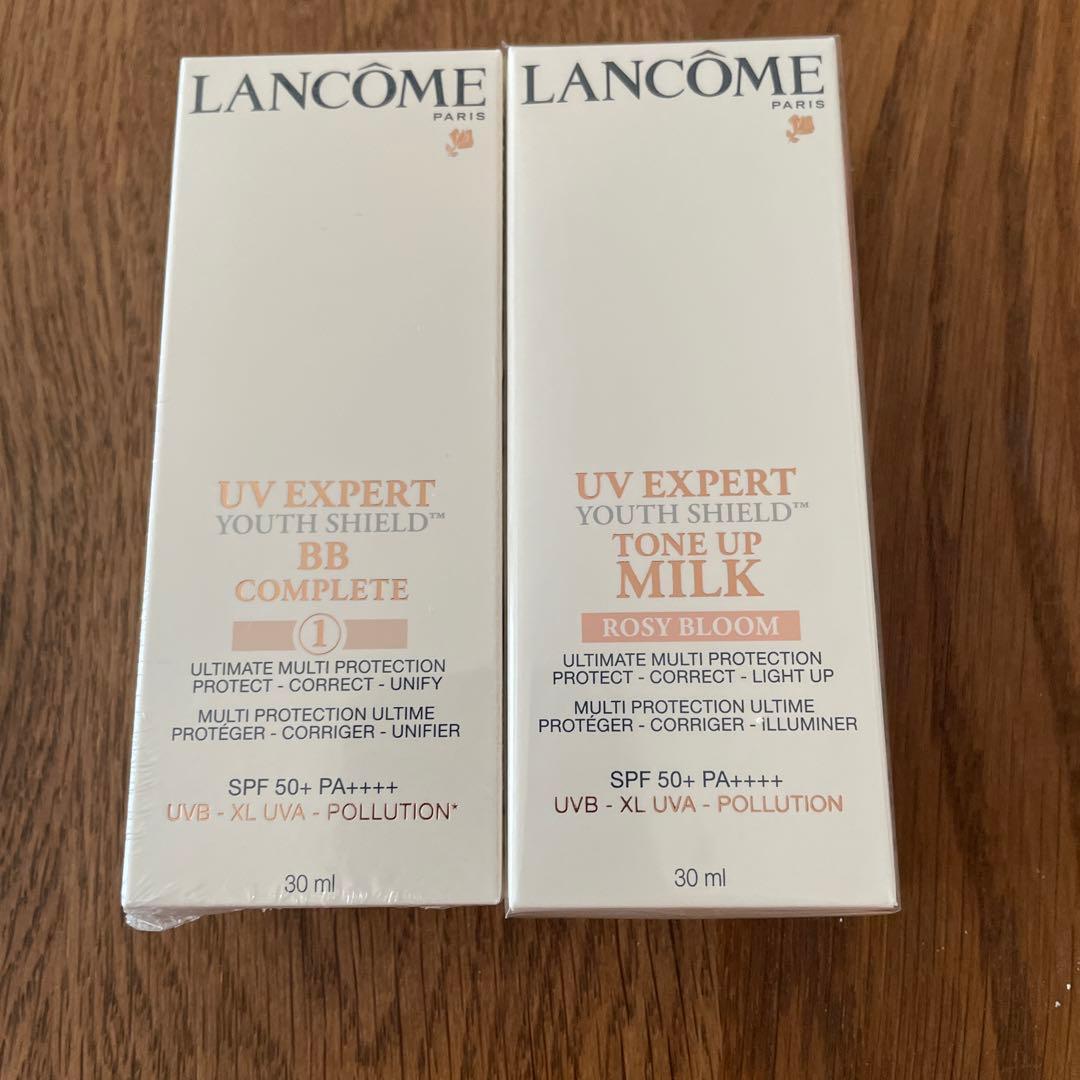 LANCÔME
PARIS
UV EXPERT
YOUTH SHIELD™
BB
COMPLETE
1
ULTIMATE MULTI PROTECTION
PROTECT - CORRECT - UNIFY
MULTI PROTECTION ULTIME
PROTÉGER - CORRIGER - UNIFIER
SPF 50+ PA++++
UVB - XL UVA - POLLUTION*
30 ml
LANCÔME
PARIS
UV EXPERT
YOUTH SHIELD™
TONE UP
MILK
ROSY BLOOM
ULTIMATE MULTI PROTECTION
PROTECT - CORRECT - LIGHT UP
MULTI PROTECTION ULTIME
PROTÉGER - CORRIGER - ILLUMINER
SPF 50+ PA++++
UVB - XL UVA - POLLUTION
30 ml